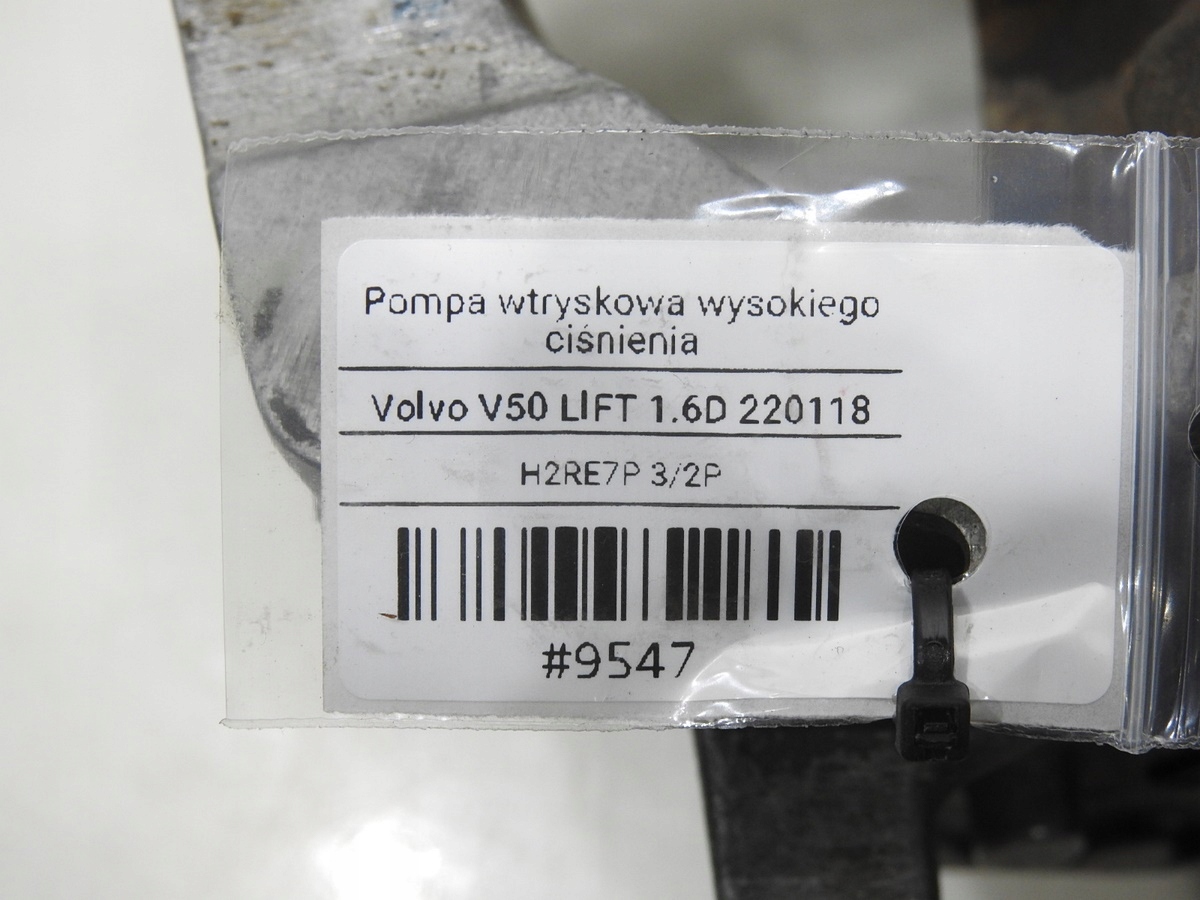 Pompa wtryskowa wysokiego
ciśnienia
Volvo V50 LIFT 1.6D 220118
H2RE7P 3/2P
#9547